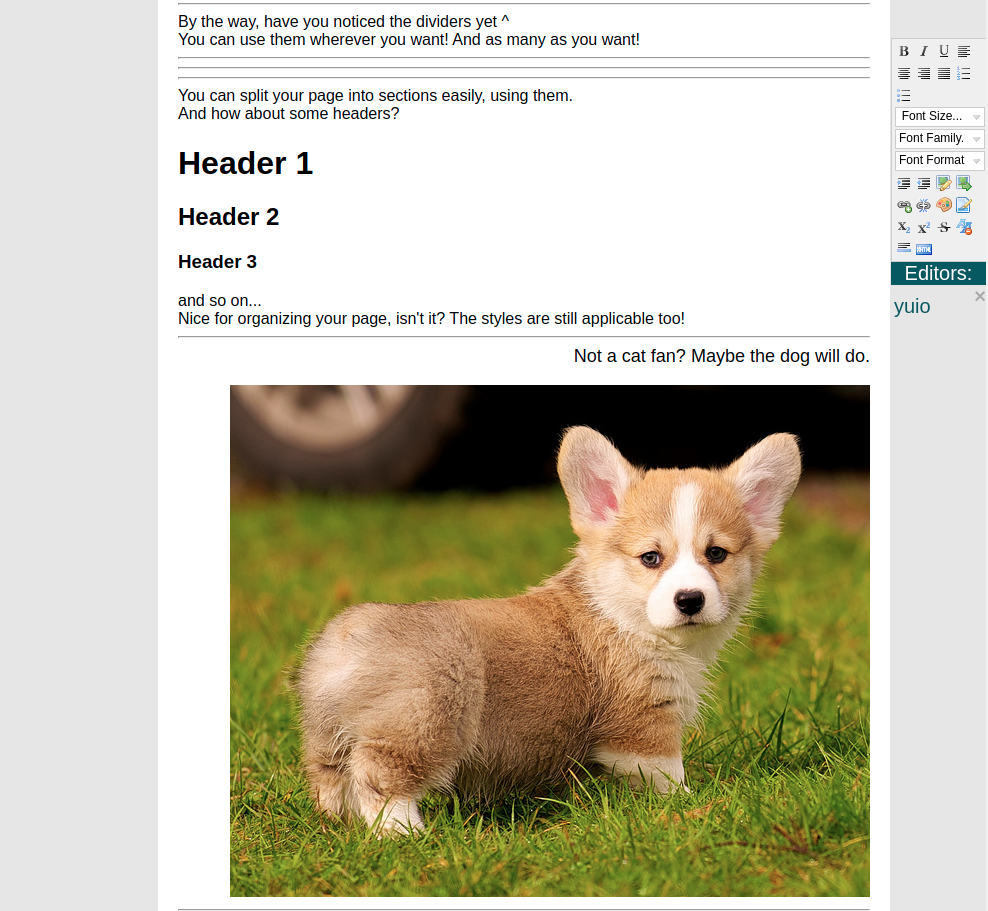 By the way, have you noticed the dividers yet ^
You can use them wherever you want! And as many as you want!
You can split your page into sections easily, using them.
And how about some headers?
Header 1
Header 2
Header 3
and so on...
Nice for organizing your page, isn't it? The styles are still applicable too!
Not a cat fan? Maybe the dog will do.
B I U
Font Size...
Font Family.
Font Format
X2 X2 S
HTML
Editors:
yuio